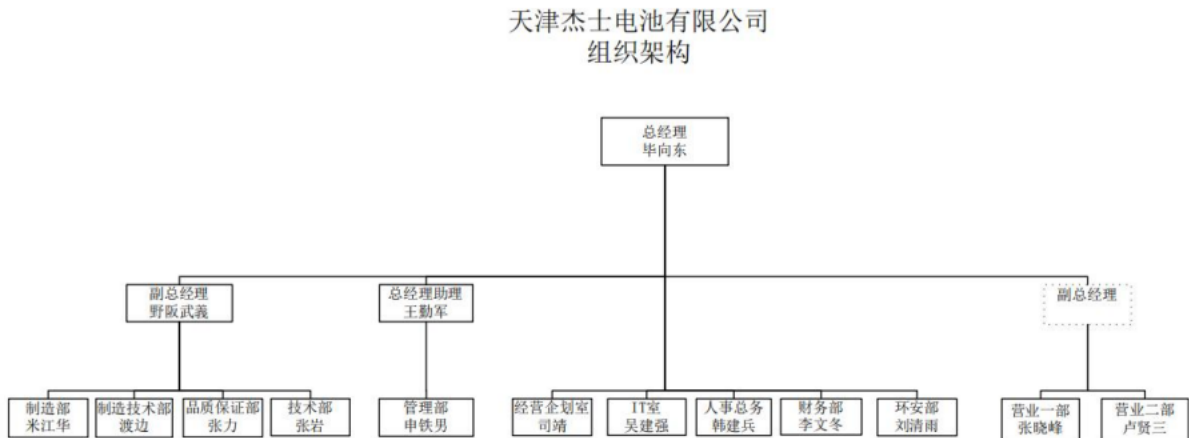 天津杰士电池有限公司
组织架构
总经理
毕向东
副总经理
野阪武義
总经理助理
王勤军
副总经理
制造部
米江华
制造技术部
渡边
品质保证部
张力
技术部
张岩
管理部
申铁男
经营企划室
司靖
IT室
吴建强
人事总务
韩建兵
财务部
李文冬
环安部
刘清雨
营业一部
张晓峰
营业二部
卢贤三